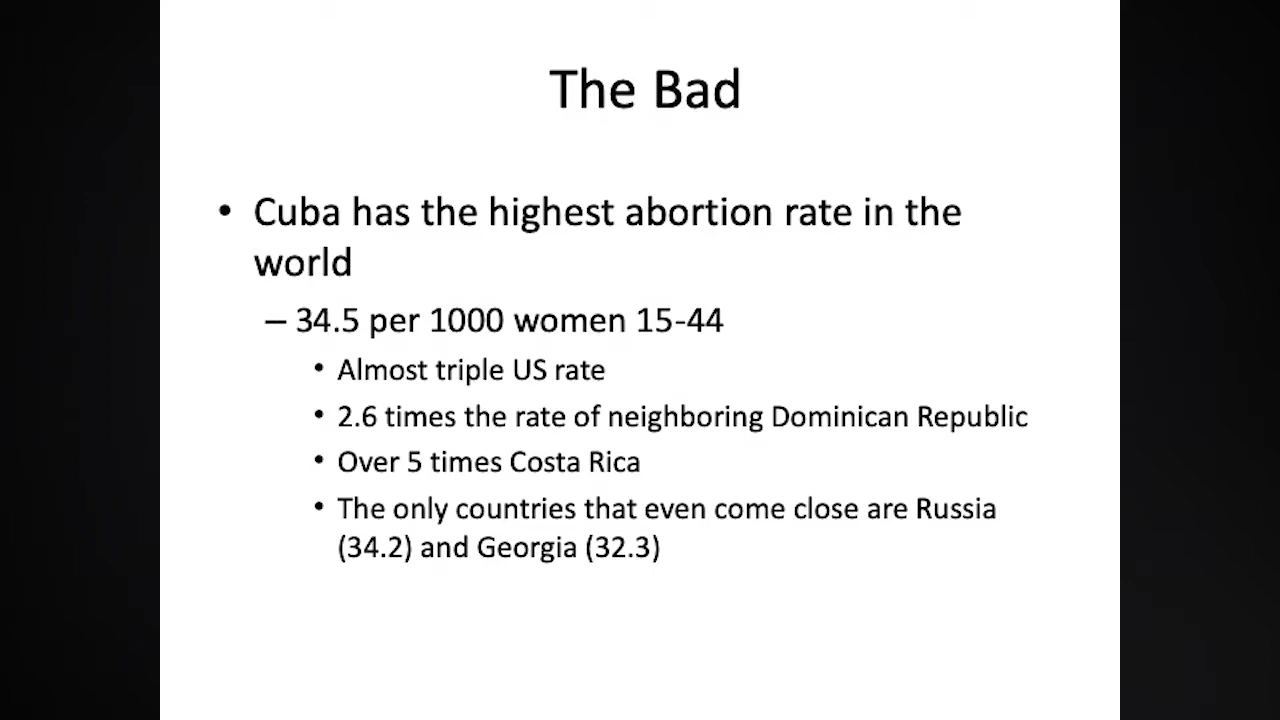 The Bad
• Cuba has the highest abortion rate in the
world
– 34.5 per 1000 women 15-44
• Almost triple US rate
• 2.6 times the rate of neighboring Dominican Republic
• Over 5 times Costa Rica
• The only countries that even come close are Russia
(34.2) and Georgia (32.3)